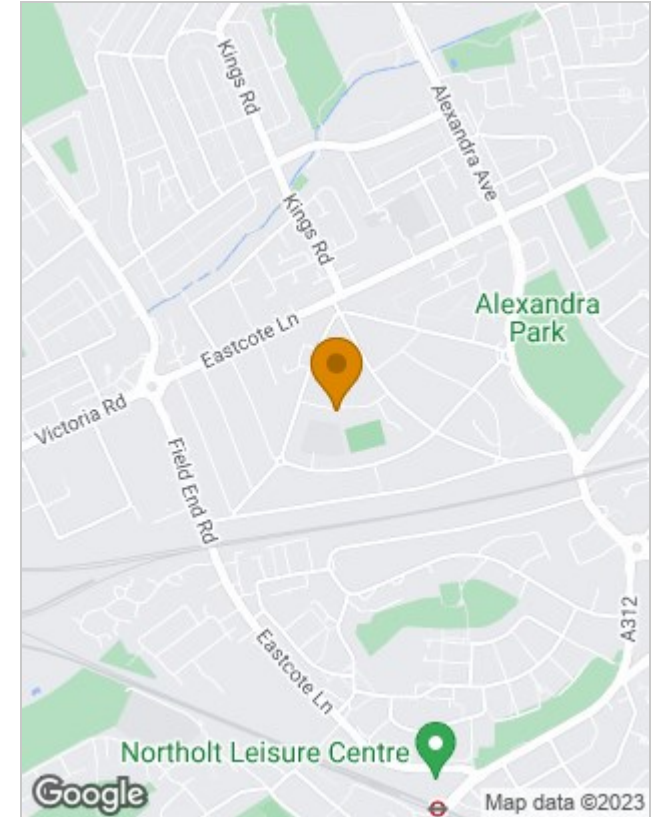 Kings Rd
Alexandra Ave
Kings Rd
Alexandra
Park
Eastcote Ln
Victoria Rd
Field End Rd
A312
Eastcote Ln
Northolt Leisure Centre
Google
Map data ©2023